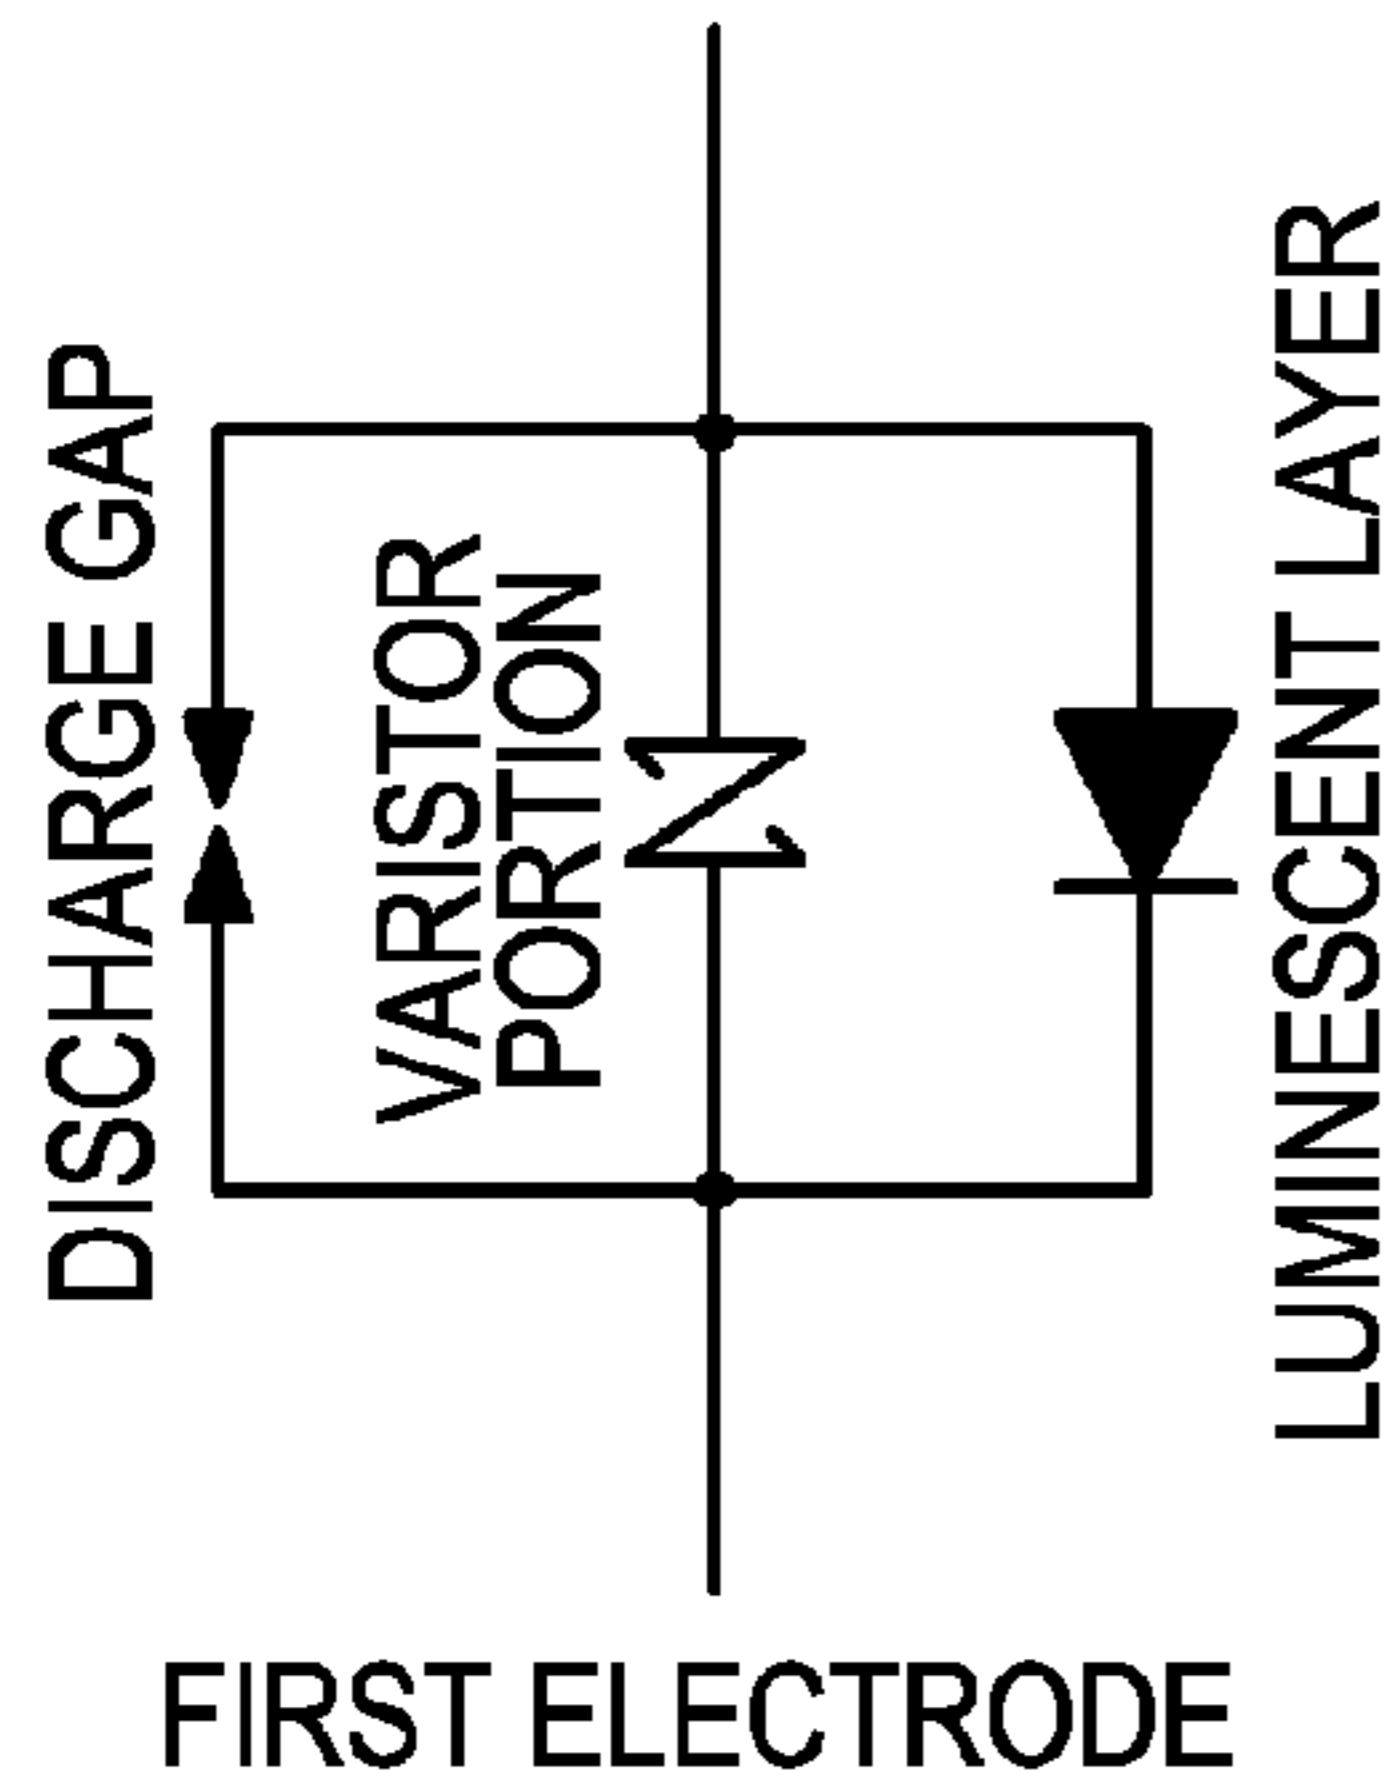 DISCHARGE GAP
VARISTOR
PORTION
LUMINESCENT LAYER
FIRST ELECTRODE